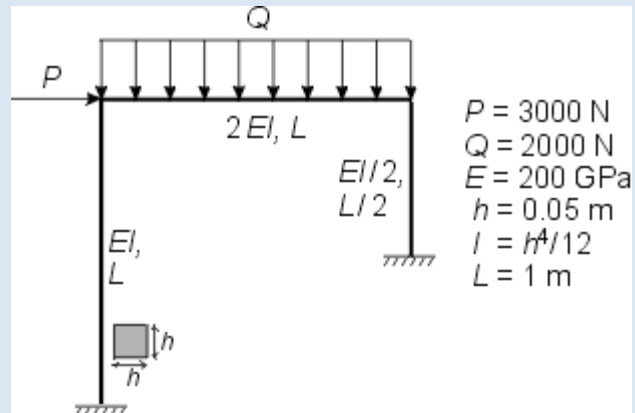 Q
P
2 EI, L
EI/2,
L/2
EI,
L
h
h
P = 3000 N
Q = 2000 N
E = 200 GPa
h = 0.05 m
I = h⁴/12
L = 1 m